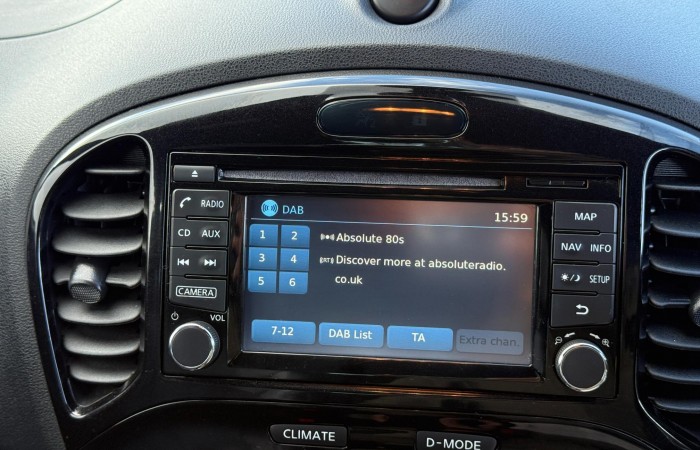 RADIO
CD AUX
CAMERA
VOL
DAB
15:59
1 2
3 4
5 6
Absolute 80s
(RT) Discover more at absoluteradio.
co.uk
7-12
DAB List
TA
Extra chan.
MAP
NAV INFO
SETUP
CLIMATE
D-MODE